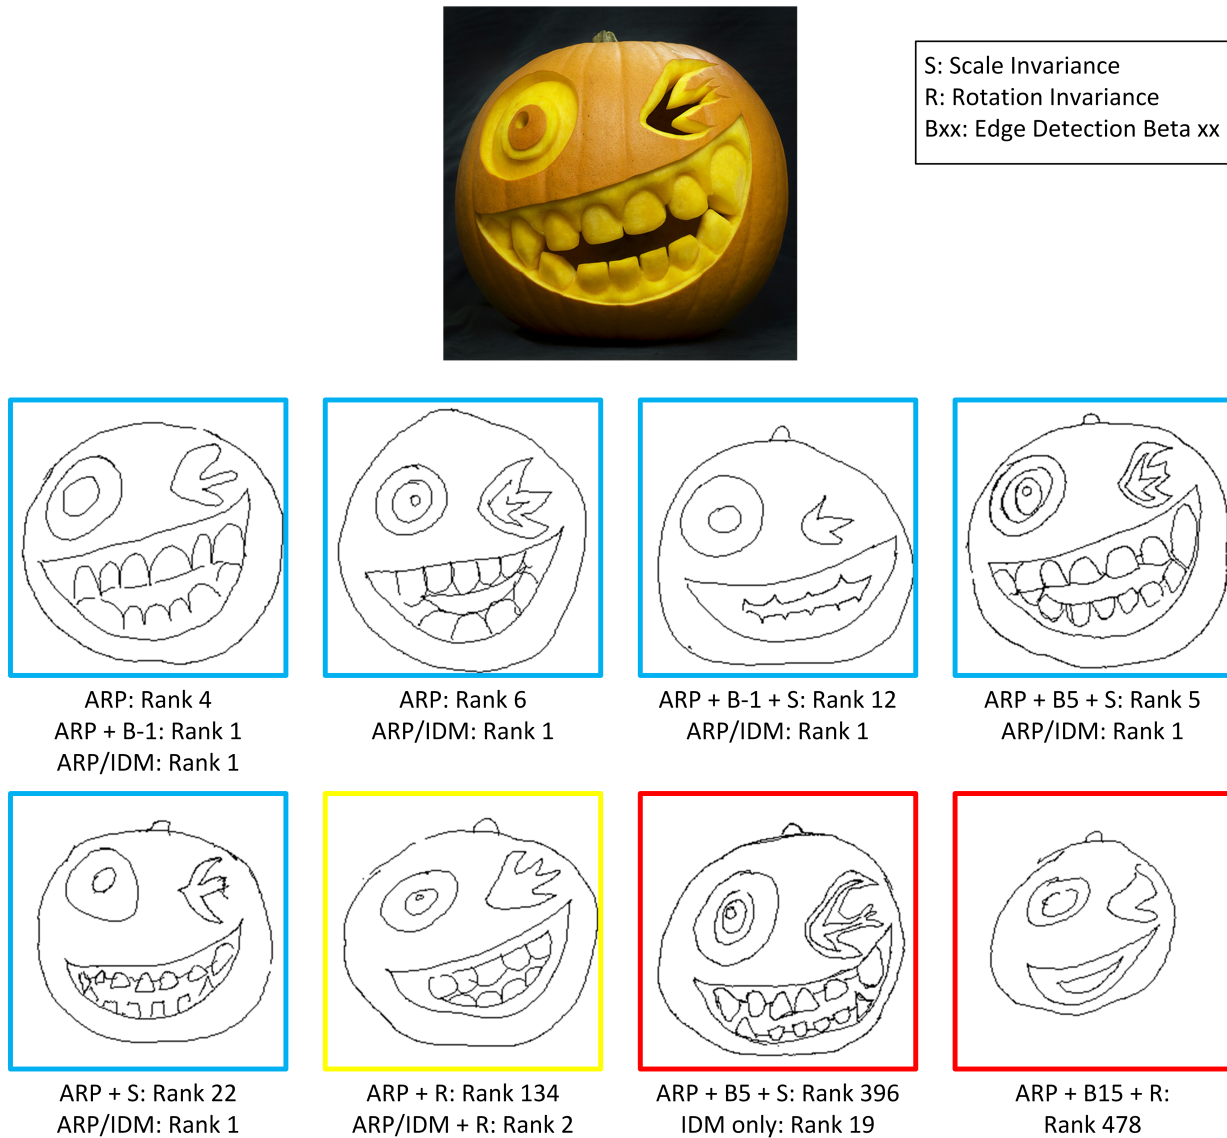 S: Scale Invariance
R: Rotation Invariance
Bxx: Edge Detection Beta xx
ARP: Rank 4
ARP + B-1: Rank 1
ARP/IDM: Rank 1
ARP: Rank 6
ARP/IDM: Rank 1
ARP + B-1 + S: Rank 12
ARP/IDM: Rank 1
ARP + B5 + S: Rank 5
ARP/IDM: Rank 1
ARP + S: Rank 22
ARP/IDM: Rank 1
ARP + R: Rank 134
ARP/IDM + R: Rank 2
ARP + B5 + S: Rank 396
IDM only: Rank 19
ARP + B15 + R:
Rank 478